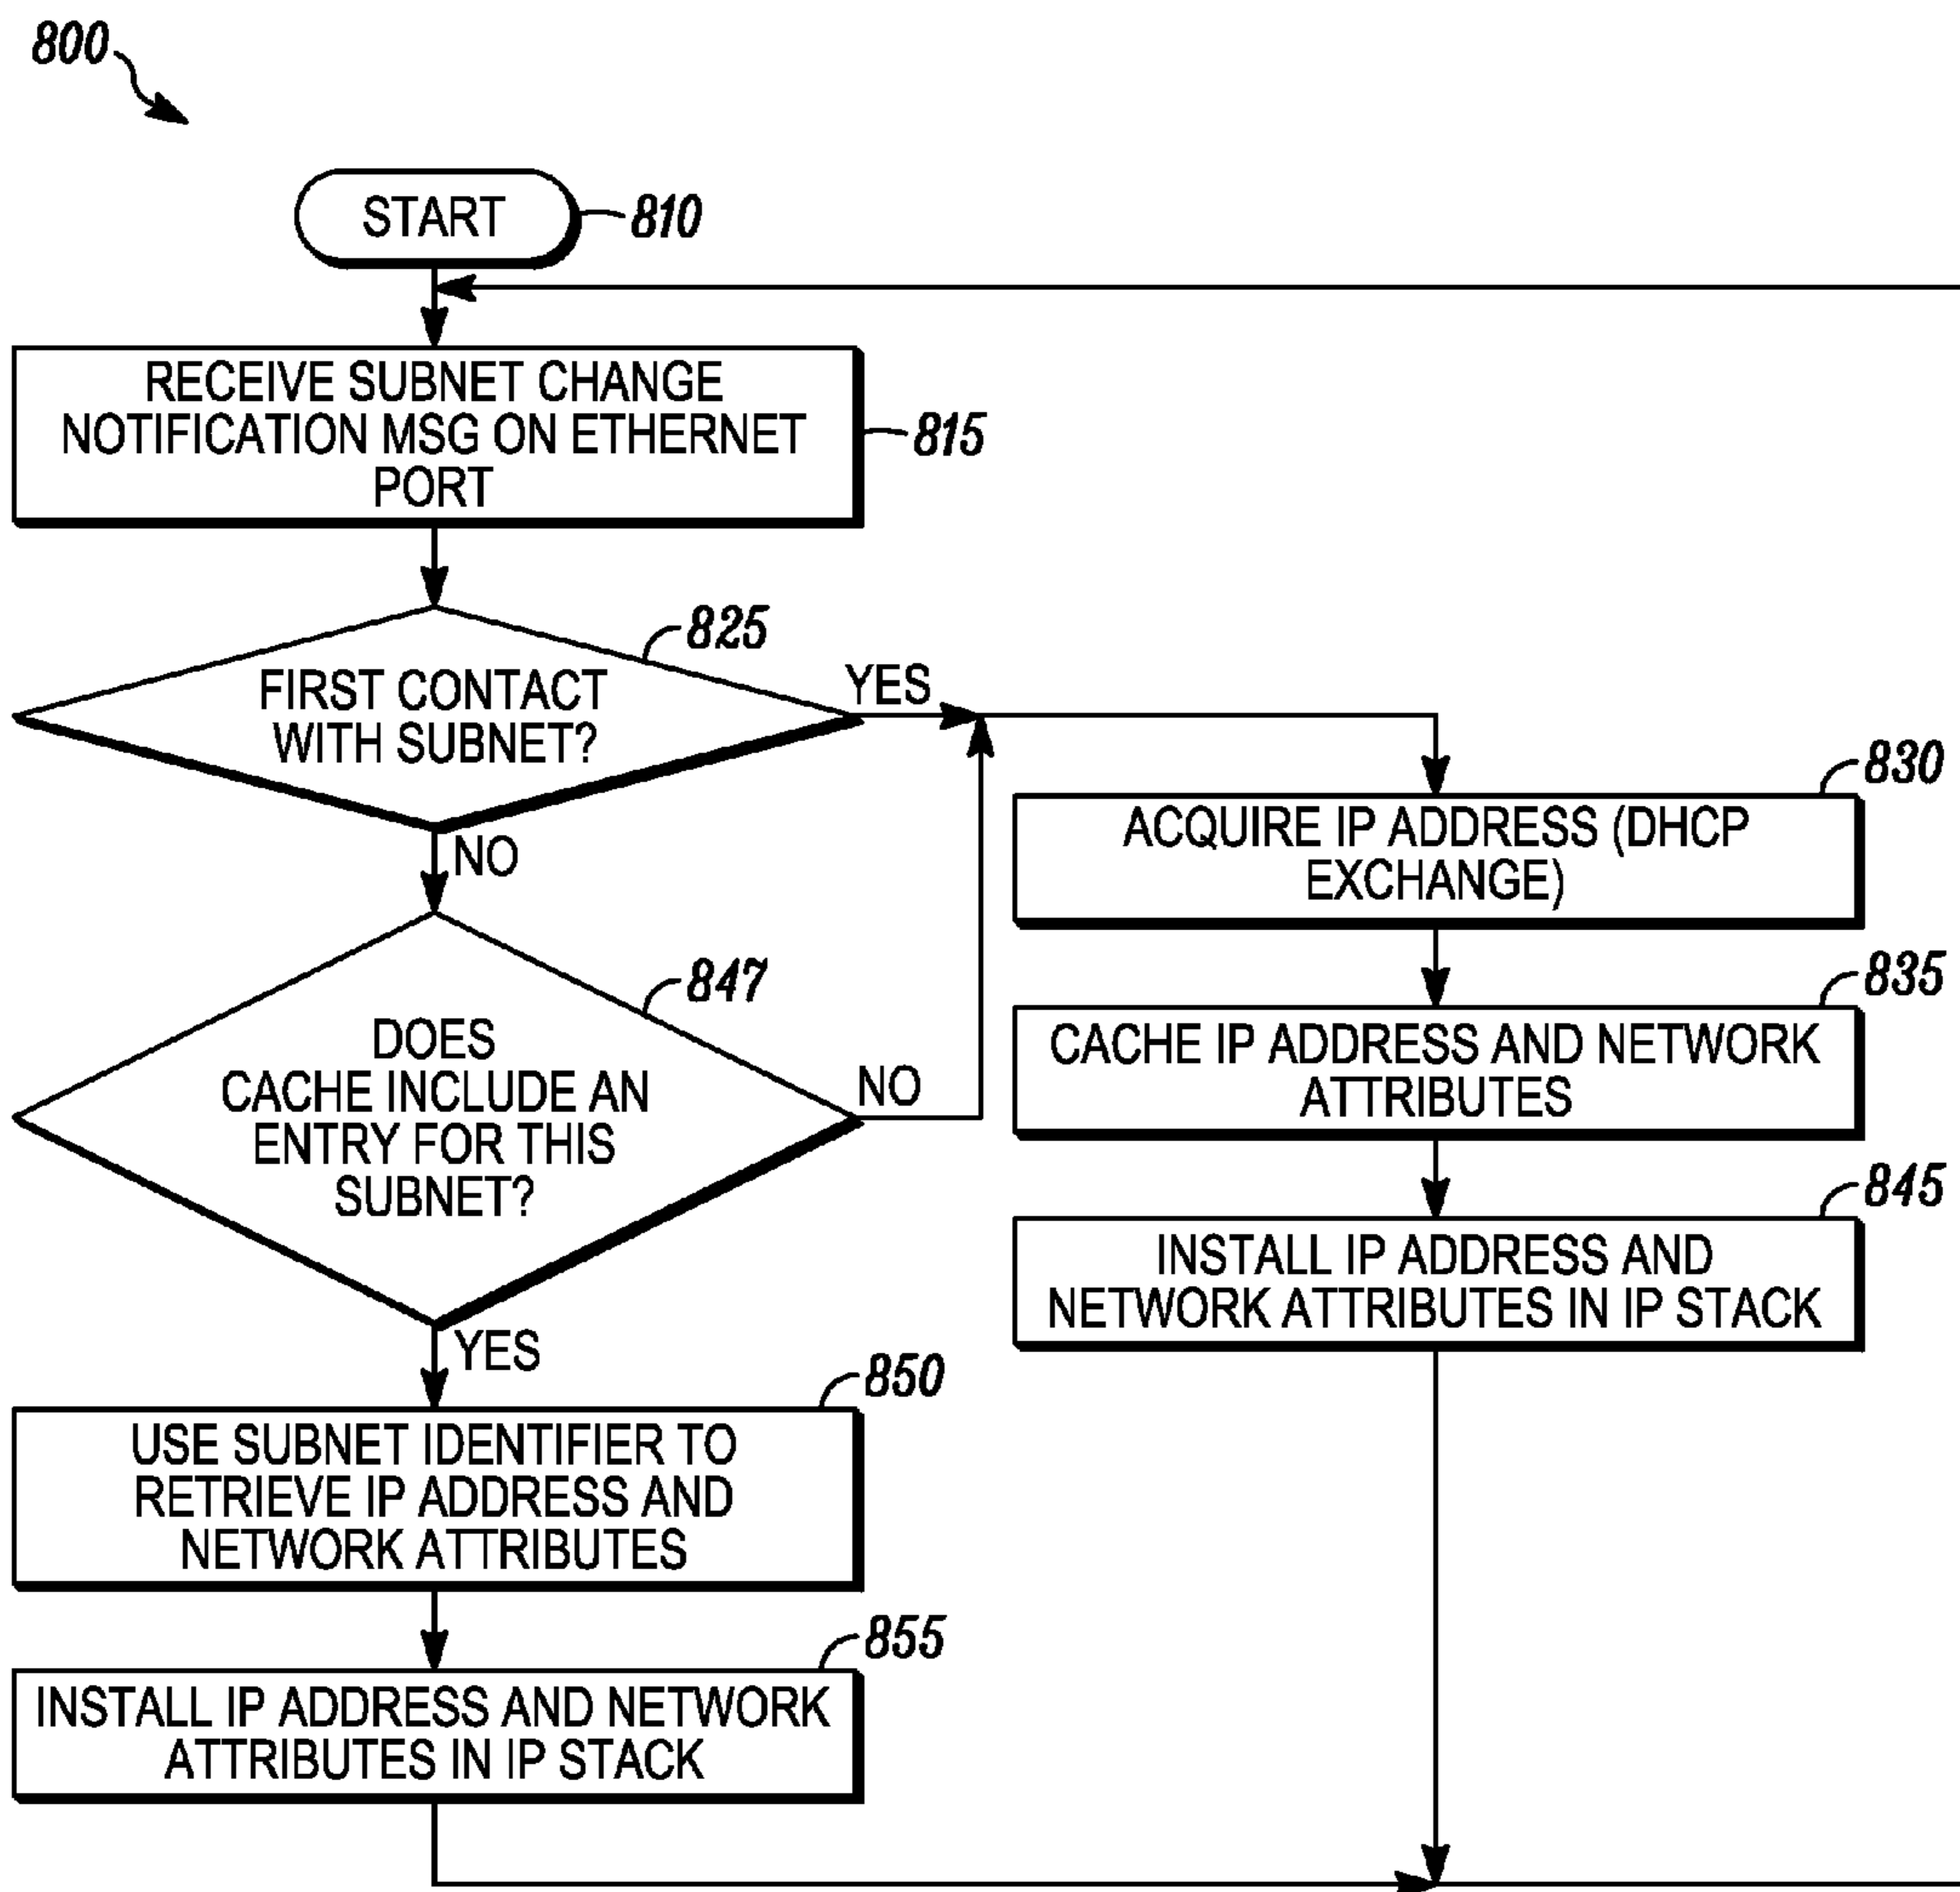 800
START
810
RECEIVE SUBNET CHANGE
NOTIFICATION MSG ON ETHERNET
PORT
815
825
FIRST CONTACT
WITH SUBNET?
YES
NO
830
ACQUIRE IP ADDRESS (DHCP
EXCHANGE)
847
DOES
CACHE INCLUDE AN
ENTRY FOR THIS
SUBNET?
NO
YES
835
CACHE IP ADDRESS AND NETWORK
ATTRIBUTES
845
INSTALL IP ADDRESS AND
NETWORK ATTRIBUTES IN IP STACK
850
USE SUBNET IDENTIFIER TO
RETRIEVE IP ADDRESS AND
NETWORK ATTRIBUTES
855
INSTALL IP ADDRESS AND NETWORK
ATTRIBUTES IN IP STACK